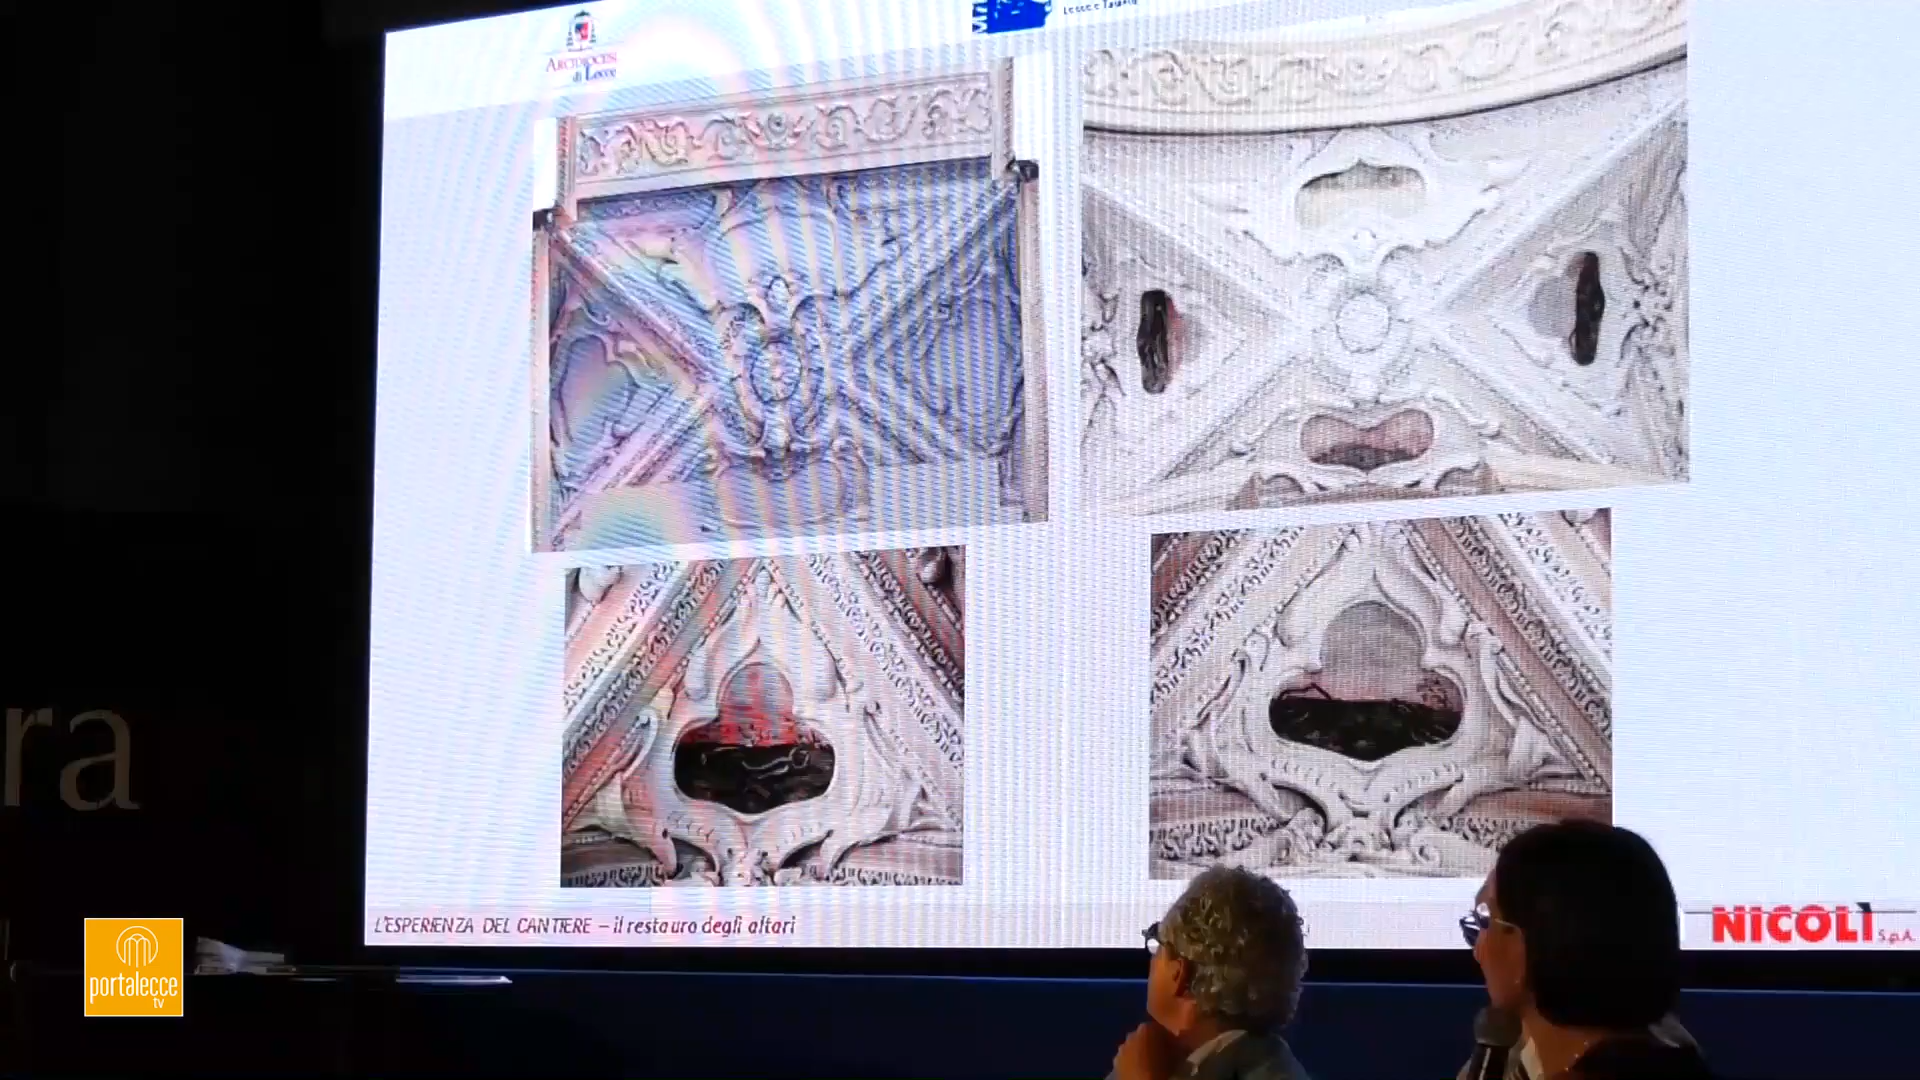 ARCIDIOCESI
di Lecce
ra
L'ESPERIENZA DEL CANTIERE – il restauro degli altari
NICOLÌ S.p.A.
portalecce
tv